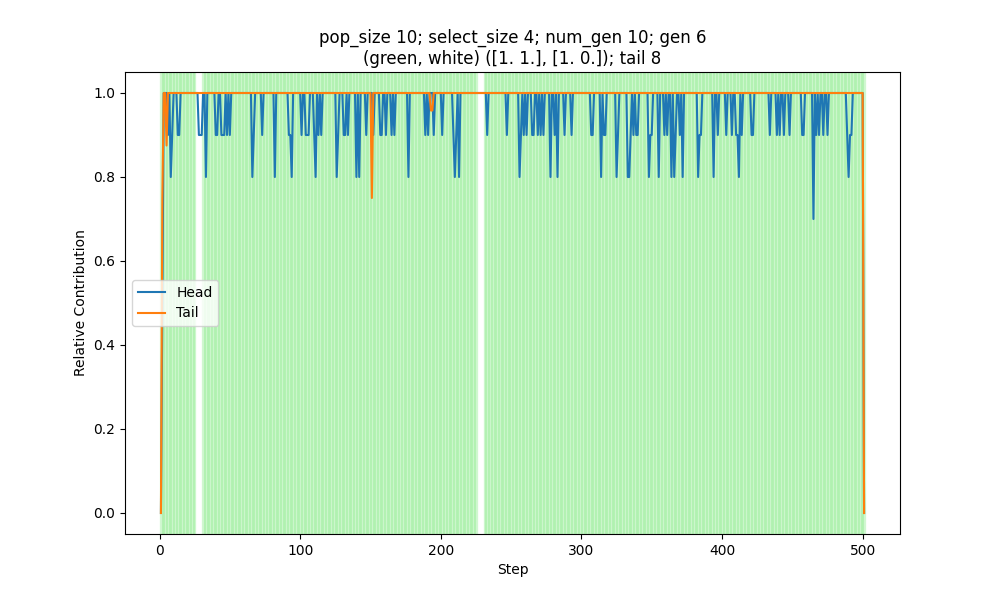 pop_size 10; select_size 4; num_gen 10; gen 6
(green, white) ([1. 1.], [1. 0.]); tail 8
1.0
0.8
0.6
0.4
0.2
0.0
Relative Contribution
Head
Tail
0
100
200
300
400
500
Step